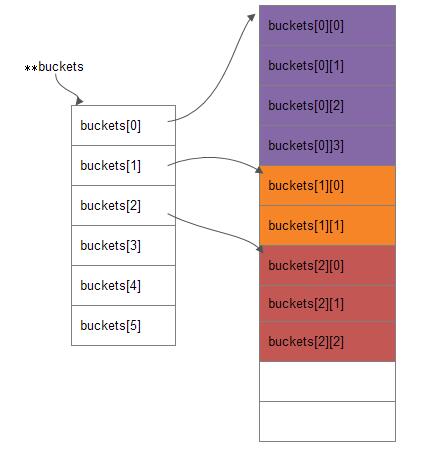 **buckets
buckets[0]
buckets[1]
buckets[2]
buckets[3]
buckets[4]
buckets[5]
buckets[0][0]
buckets[0][1]
buckets[0][2]
buckets[0]]3]
buckets[1][0]
buckets[1][1]
buckets[2][0]
buckets[2][1]
buckets[2][2]